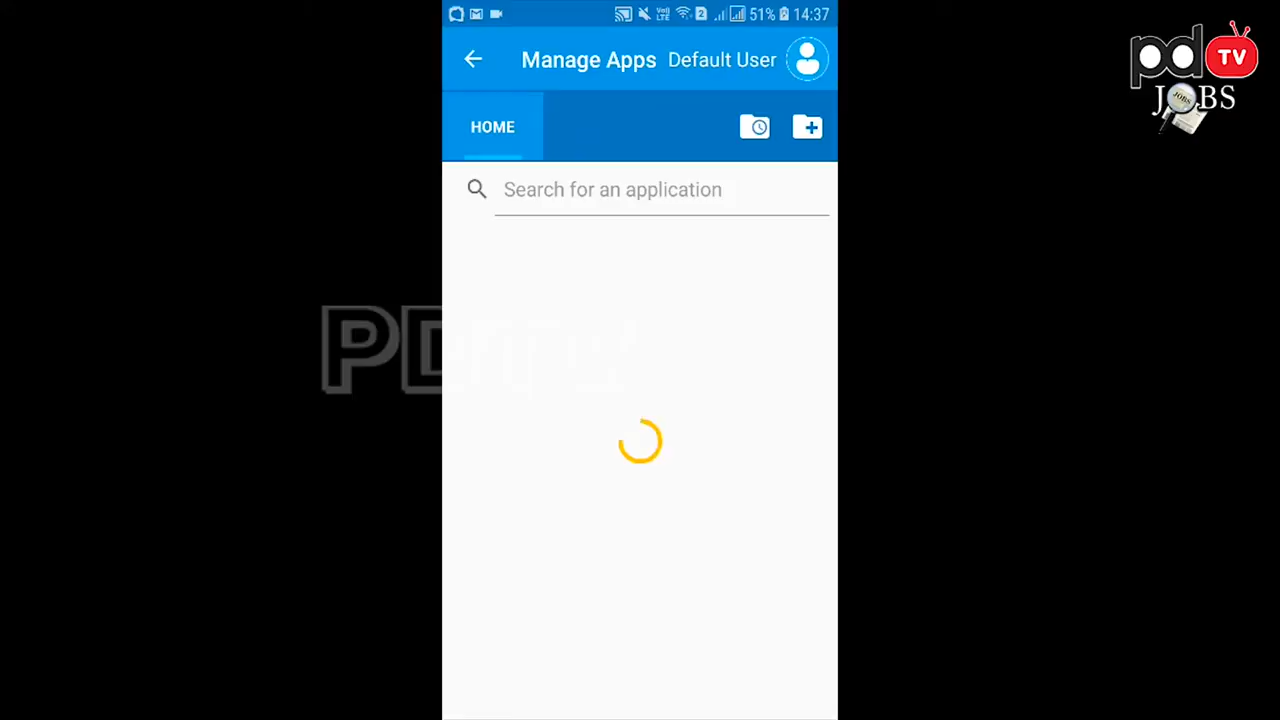 51% 14:37
Manage Apps Default User
HOME
Search for an application
pd TV
JOBS